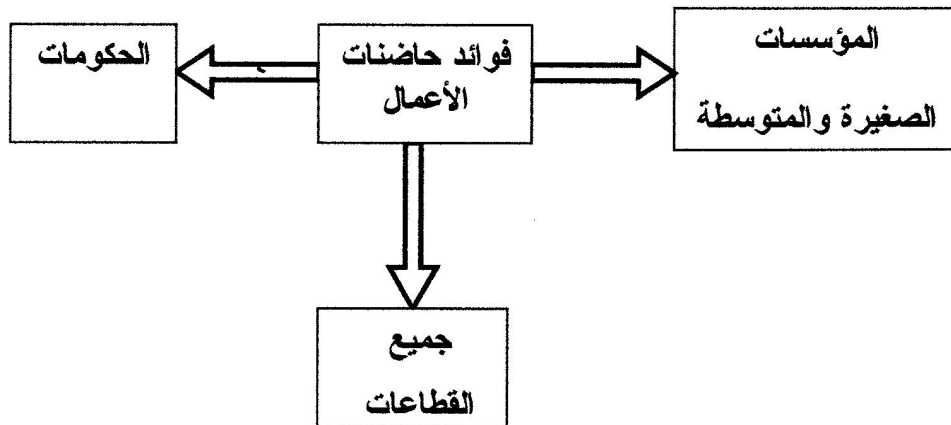 المؤسسات
الصغيرة والمتوسطة
فوائد حاضنات
الأعمال
الحكومات
جميع
القطاعات